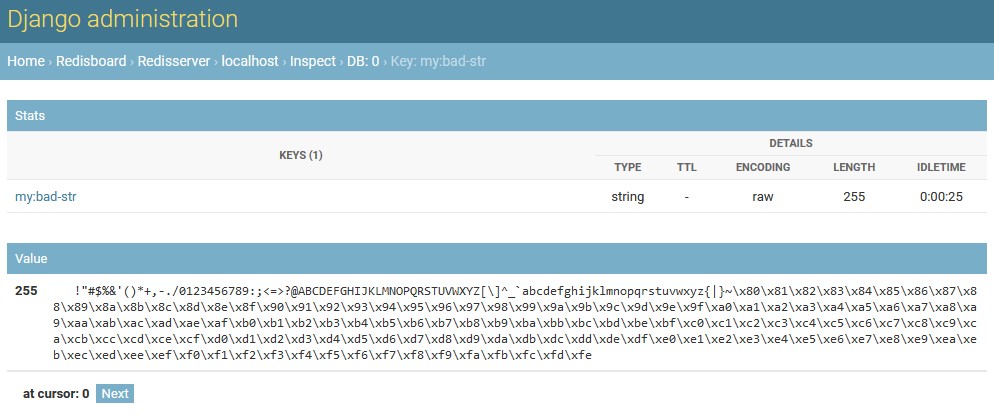 Django administration
Home › Redisboard › Redisserver › localhost › Inspect › DB: 0 › Key: my:bad-str
Stats
KEYS (1) DETAILS
TYPE TTL ENCODING LENGTH IDLETIME
my:bad-str string - raw 255 0:00:25
Value
255 !"#$%&'()*+,-./0123456789:;<=>?@ABCDEFGHIJKLMNOPQRSTUVWXYZ[\]^_`abcdefghijklmnopqrstuvwxyz{|}~\x80\x81\x82\x83\x84\x85\x86\x87\x8
8\x89\x8a\x8b\x8c\x8d\x8e\x8f\x90\x91\x92\x93\x94\x95\x96\x97\x98\x99\x9a\x9b\x9c\x9d\x9e\x9f\xa0\xa1\xa2\xa3\xa4\xa5\xa6\xa7\xa8\xa
9\xaa\xab\xac\xad\xae\xaf\xb0\xb1\xb2\xb3\xb4\xb5\xb6\xb7\xb8\xb9\xba\xbb\xbc\xbd\xbe\xbf\xc0\xc1\xc2\xc3\xc4\xc5\xc6\xc7\xc8\xc9\xc
a\xcb\xcc\xcd\xce\xcf\xd0\xd1\xd2\xd3\xd4\xd5\xd6\xd7\xd8\xd9\xda\xdb\xdc\xdd\xde\xdf\xe0\xe1\xe2\xe3\xe4\xe5\xe6\xe7\xe8\xe9\xea\xe
b\xec\xed\xee\xef\xf0\xf1\xf2\xf3\xf4\xf5\xf6\xf7\xf8\xf9\xfa\xfb\xfc\xfd\xfe
at cursor: 0 Next